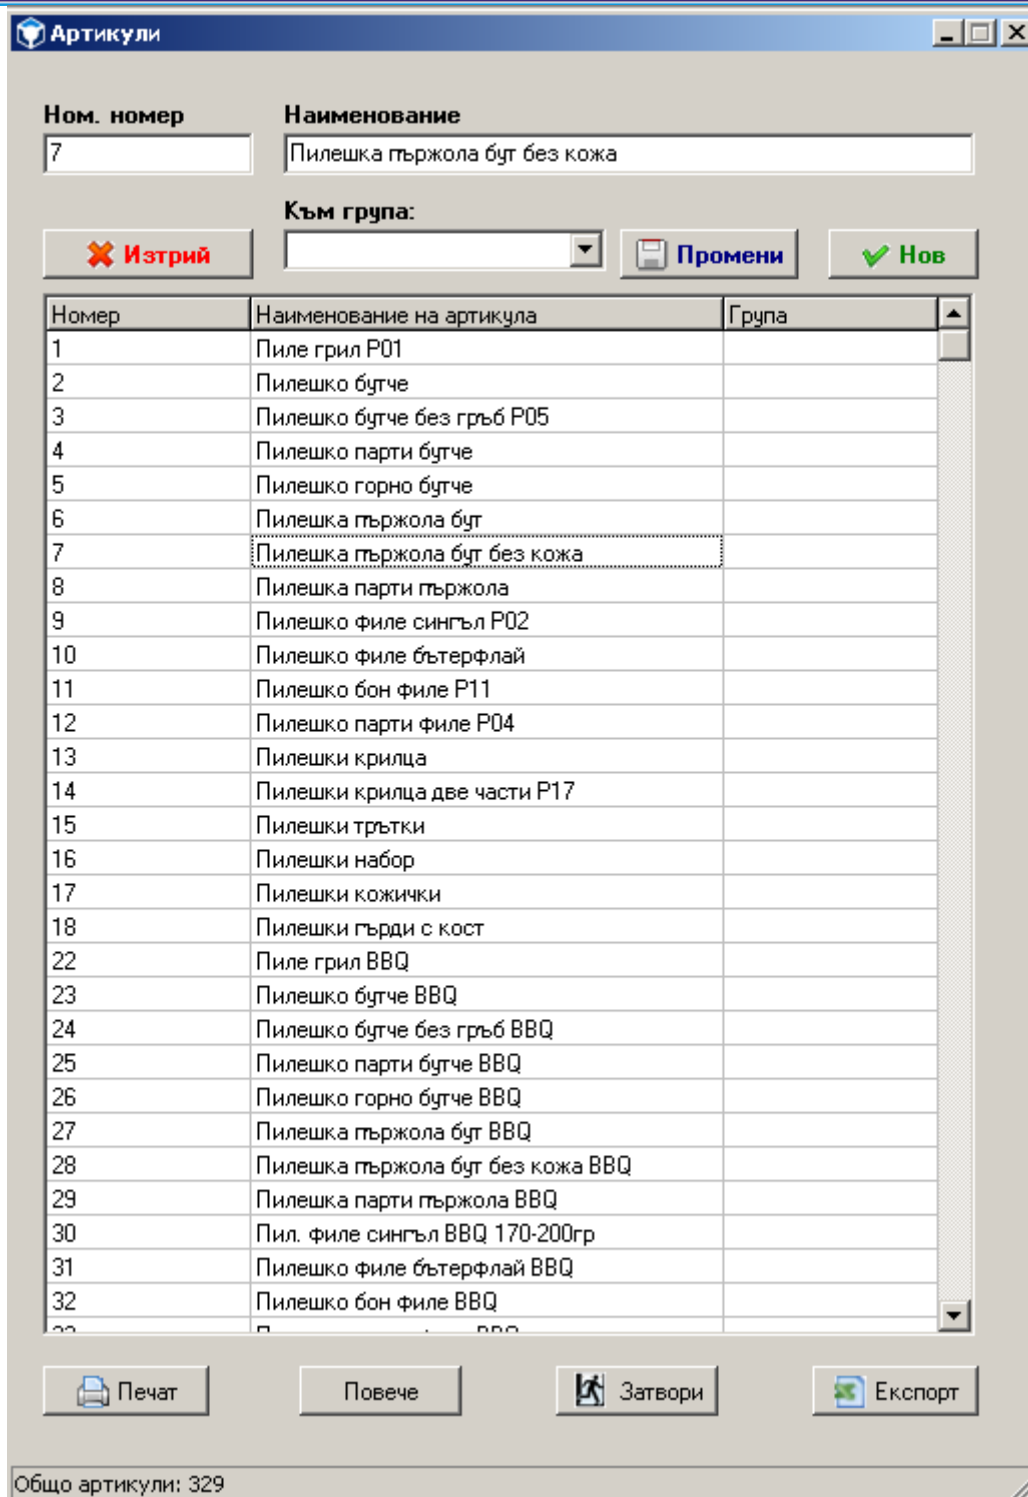 Артикули
Ном. номер Наименование
7 Пилешка пържола бут без кожа
Към група:
Изтрий Промени Нов
Номер Наименование на артикула Група
1 Пиле грил P01
2 Пилешко бутче
3 Пилешко бутче без гръб P05
4 Пилешко парти бутче
5 Пилешко горно бутче
6 Пилешка пържола бут
7 Пилешка пържола бут без кожа
8 Пилешка парти пържола
9 Пилешко филе сингъл P02
10 Пилешко филе бътерфлай
11 Пилешко бон филе P11
12 Пилешко парти филе P04
13 Пилешки крилца
14 Пилешки крилца две части P17
15 Пилешки трътки
16 Пилешки набор
17 Пилешки кожички
18 Пилешки гърди с кост
22 Пиле грил BBQ
23 Пилешко бутче BBQ
24 Пилешко бутче без гръб BBQ
25 Пилешко парти бутче BBQ
26 Пилешко горно бутче BBQ
27 Пилешка пържола бут BBQ
28 Пилешка пържола бут без кожа BBQ
29 Пилешка парти пържола BBQ
30 Пил. филе сингъл BBQ 170-200гр
31 Пилешко филе бътерфлай BBQ
32 Пилешко бон филе BBQ
Печат Повече Затвори Експорт
Общо артикули: 329